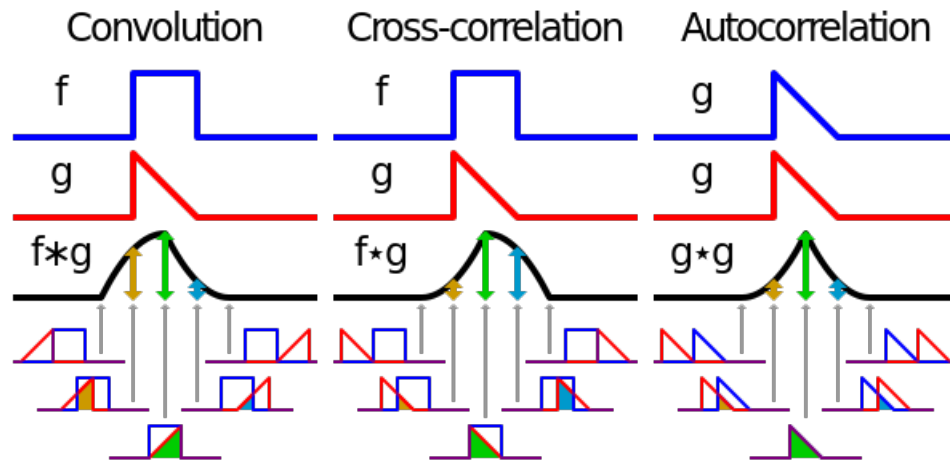 Convolution Cross-correlation Autocorrelation
f f g
g g g
f∗g f⋆g g⋆g